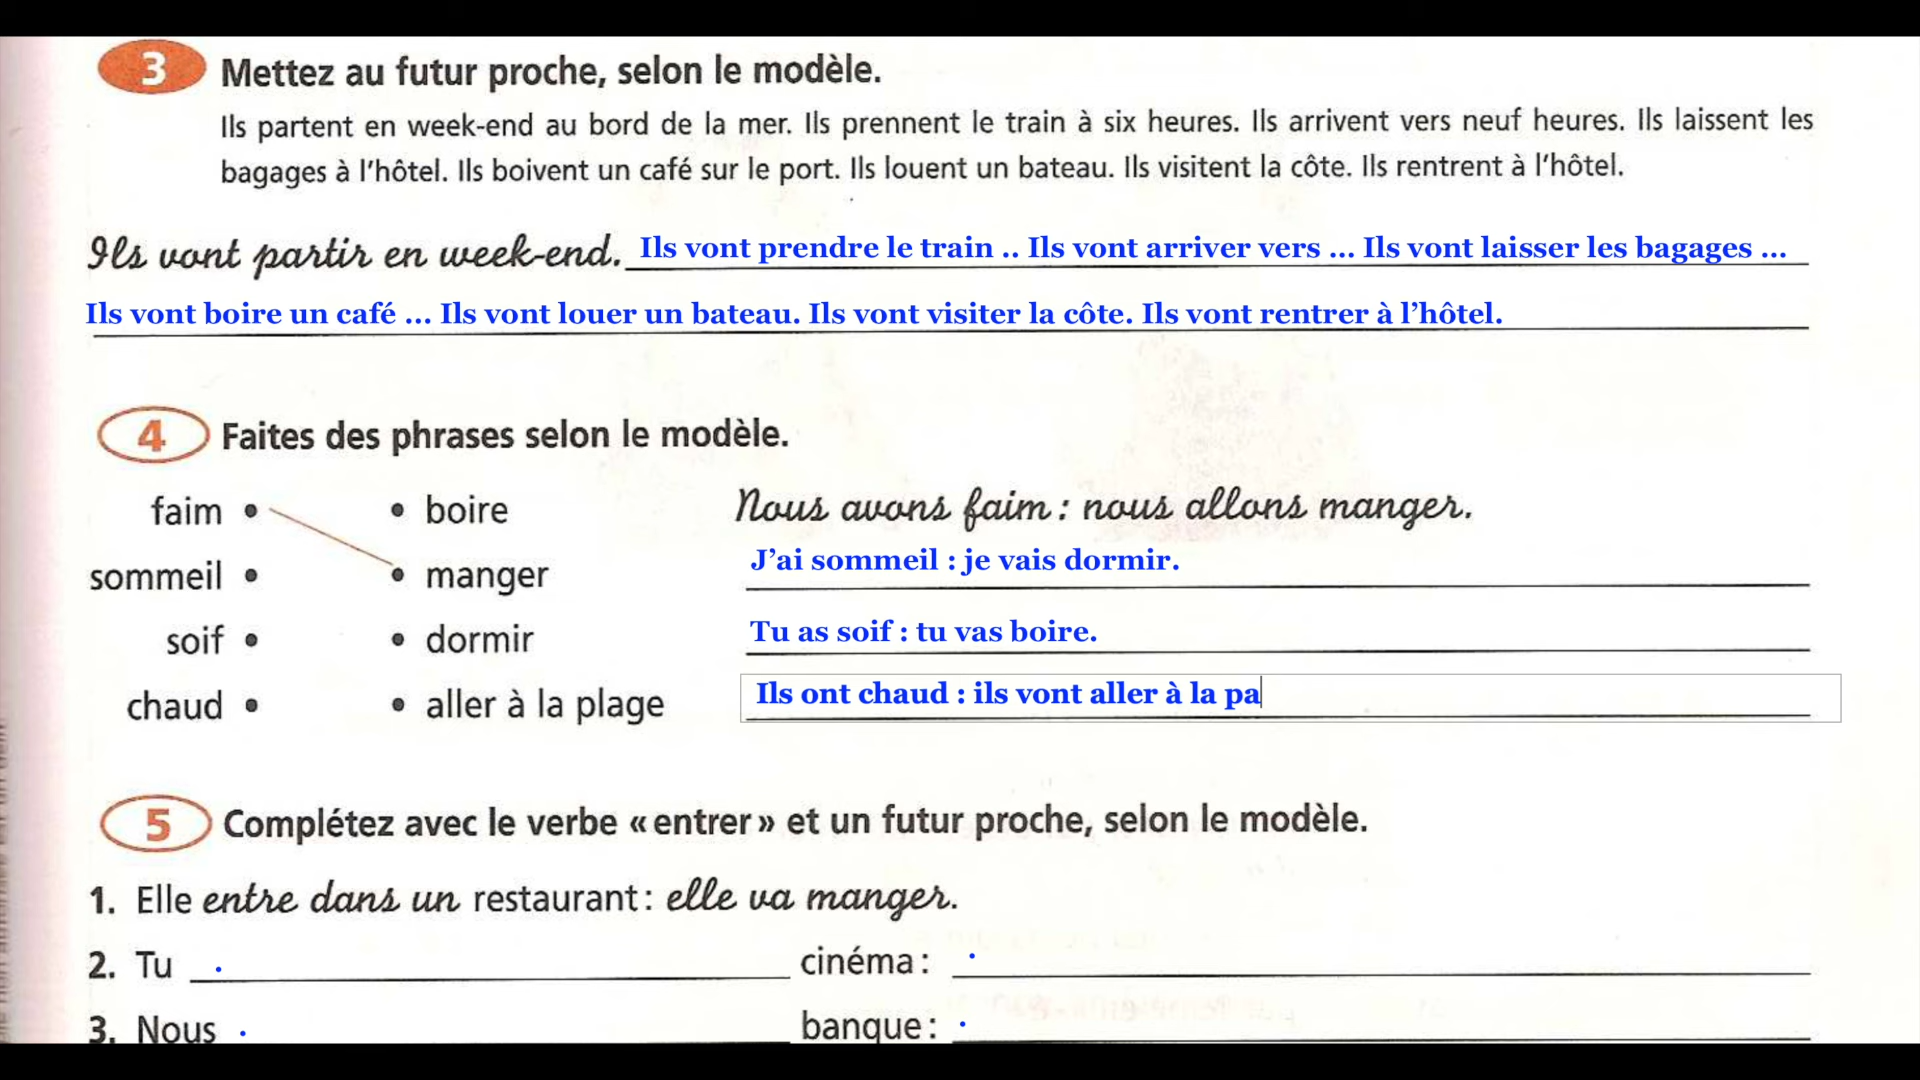 3 Mettez au futur proche, selon le modèle.
Ils partent en week-end au bord de la mer. Ils prennent le train à six heures. Ils arrivent vers neuf heures. Ils laissent les
bagages à l'hôtel. Ils boivent un café sur le port. Ils louent un bateau. Ils visitent la côte. Ils rentrent à l'hôtel.
Ils vont partir en week-end. Ils vont prendre le train .. Ils vont arriver vers ... Ils vont laisser les bagages ...
Ils vont boire un café ... Ils vont louer un bateau. Ils vont visiter la côte. Ils vont rentrer à l’hôtel.
4 Faites des phrases selon le modèle.
faim • • boire Nous avons faim : nous allons manger.
sommeil • • manger J’ai sommeil : je vais dormir.
soif • • dormir Tu as soif : tu vas boire.
chaud • • aller à la plage Ils ont chaud : ils vont aller à la pa
5 Complétez avec le verbe « entrer » et un futur proche, selon le modèle.
1. Elle entre dans un restaurant : elle va manger.
2. Tu . cinéma : .
3. Nous . banque : .